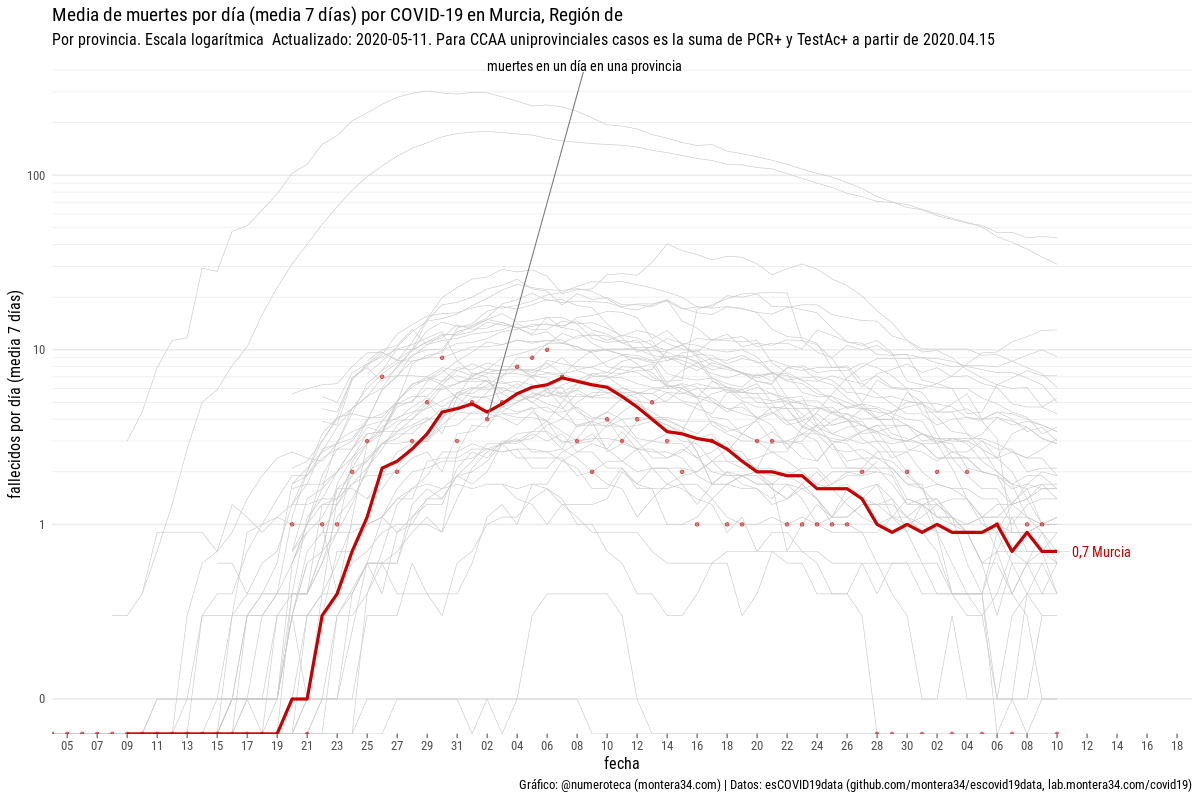 Media de muertes por día (media 7 días) por COVID-19 en Murcia, Región de
Por provincia. Escala logarítmica  Actualizado: 2020-05-11. Para CCAA uniprovinciales casos es la suma de PCR+ y TestAc+ a partir de 2020.04.15
muertes en un día en una provincia
fallecidos por día (media 7 días)
100
10
1
0
0,7 Murcia
05 07 09 11 13 15 17 19 21 23 25 27 29 31 02 04 06 08 10 12 14 16 18 20 22 24 26 28 30 02 04 06 08 10 12 14 16 18
fecha
Gráfico: @numeroteca (montera34.com) | Datos: esCOVID19data (github.com/montera34/escovid19data, lab.montera34.com/covid19)